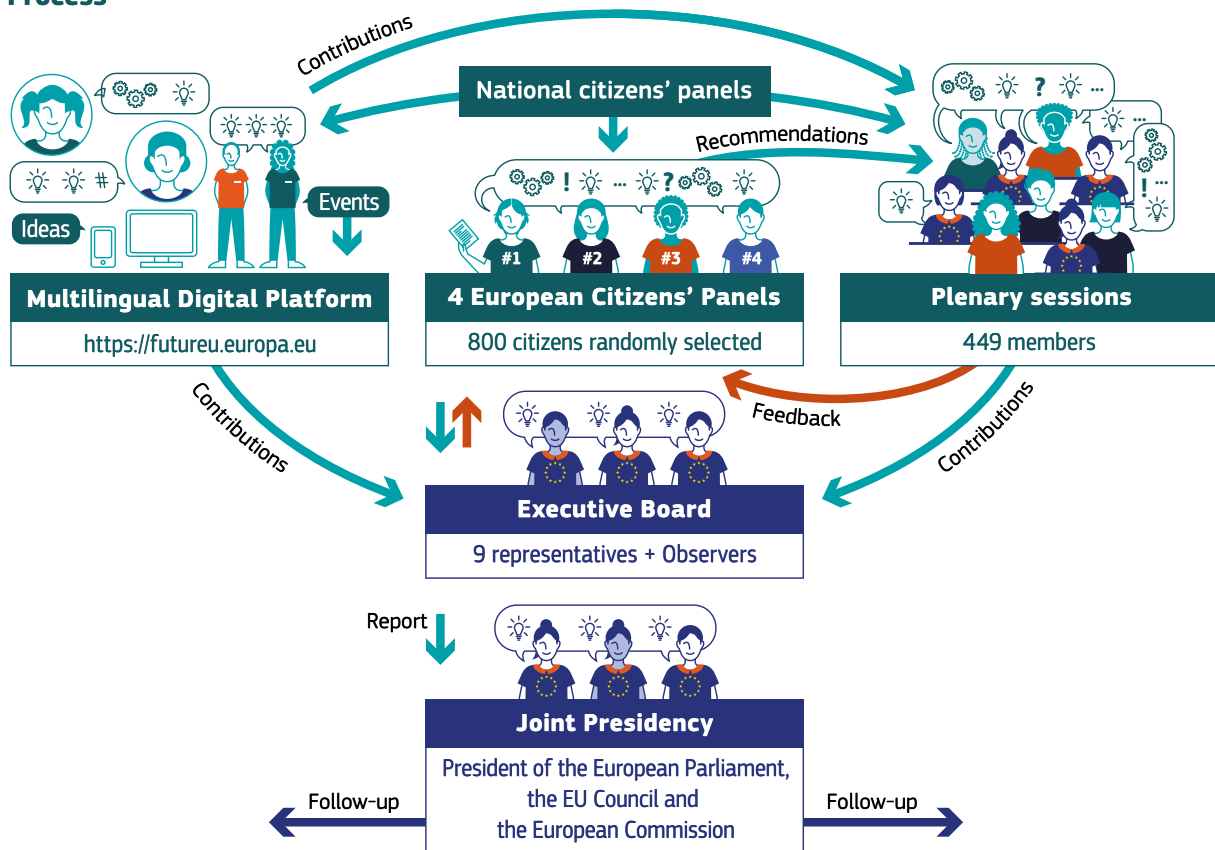 Process
Contributions
National citizens' panels
Recommendations
?
...
...
! ...
! ... ?
#
Ideas
Events
#1 #2 #3 #4
Multilingual Digital Platform
https://futureu.europa.eu
4 European Citizens' Panels
800 citizens randomly selected
Plenary sessions
449 members
Contributions
Feedback
Contributions
Executive Board
9 representatives + Observers
Report
Joint Presidency
President of the European Parliament,
the EU Council and
the European Commission
Follow-up
Follow-up